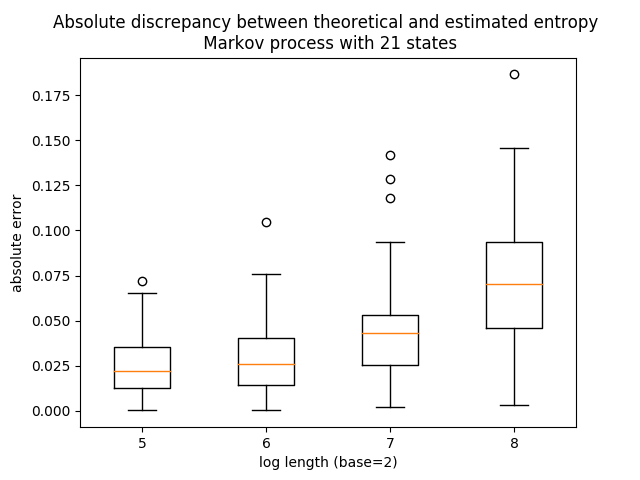 Absolute discrepancy between theoretical and estimated entropy
Markov process with 21 states
absolute error
0.175
0.150
0.125
0.100
0.075
0.050
0.025
0.000
5 6 7 8
log length (base=2)